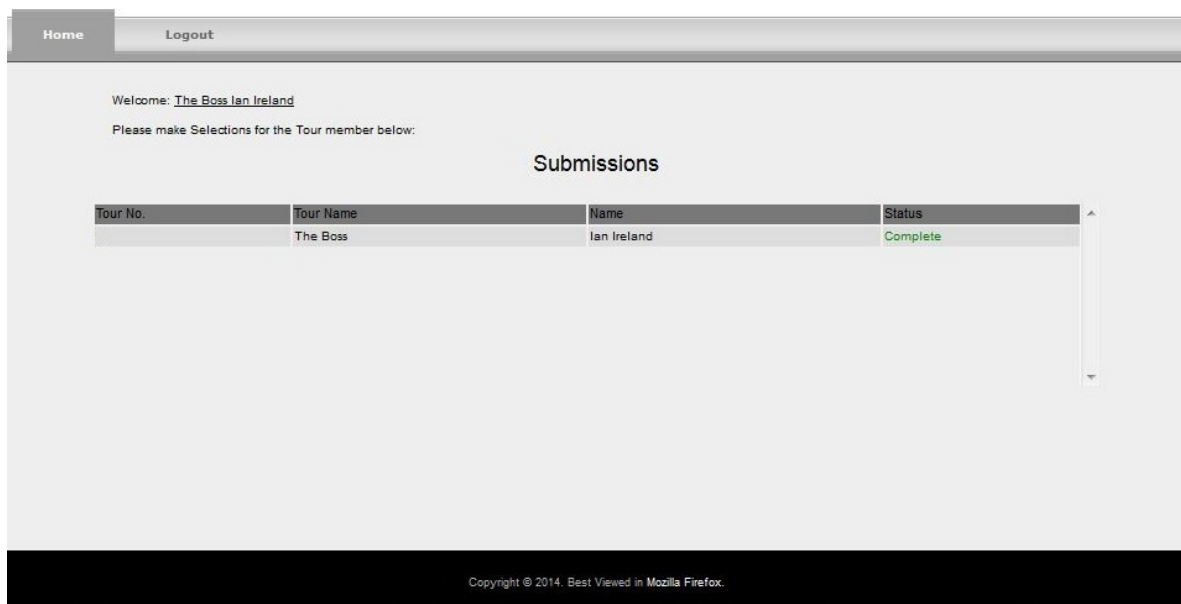 Home Logout
Welcome: The Boss Ian Ireland
Please make Selections for the Tour member below:
Submissions
Tour No. Tour Name Name Status
The Boss Ian Ireland Complete
Copyright © 2014. Best Viewed in Mozilla Firefox.